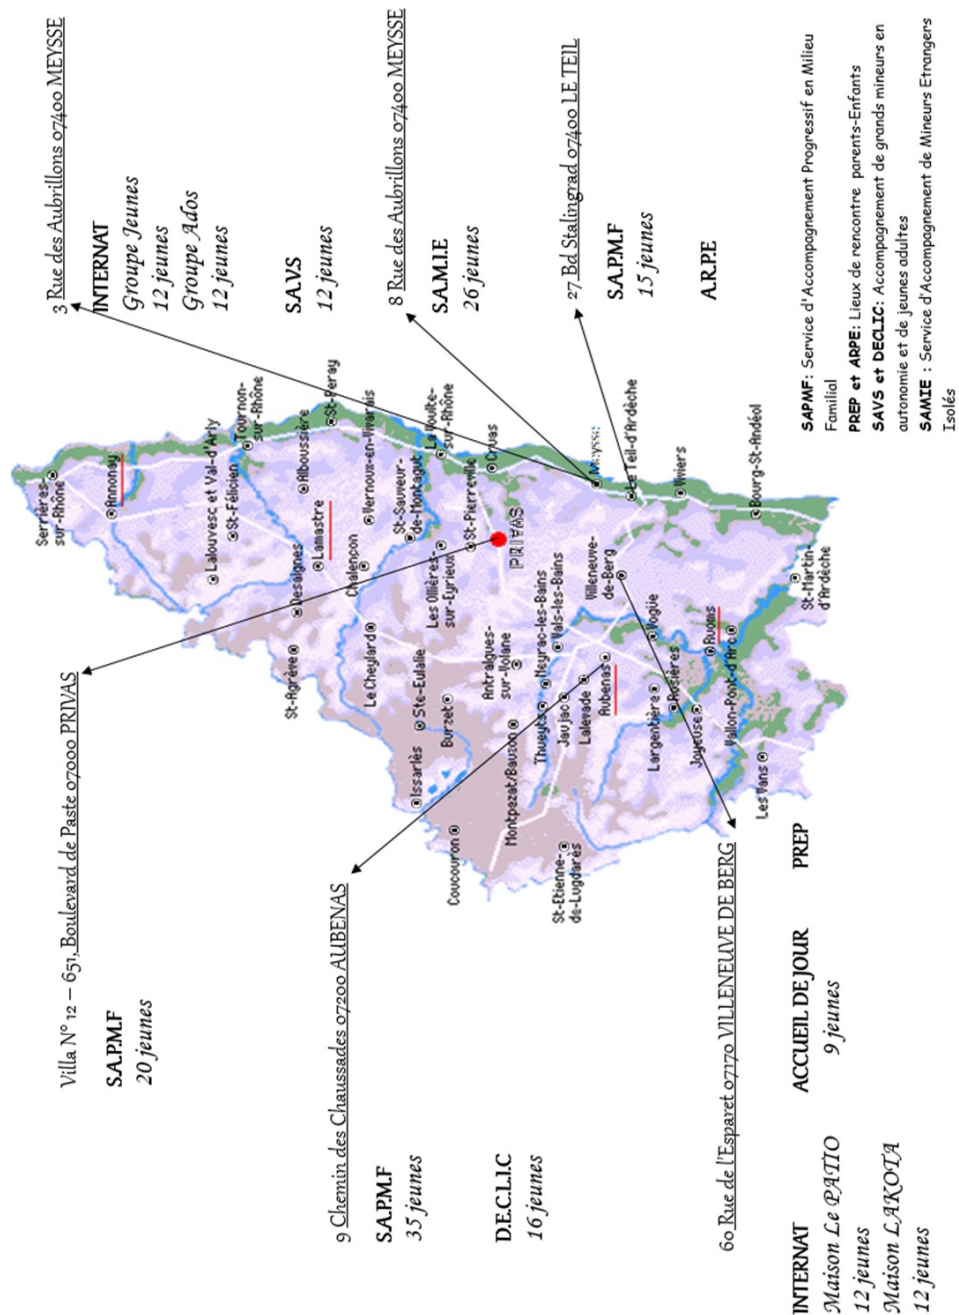 Villa N° 12 – 651, Boulevard de Paste 07000 PRIVAS
S.A.P.M.F
20 jeunes
9 Chemin des Chaussades 07200 AUBENAS
S.A.P.M.F
35 jeunes
D.E.C.L.I.C
16 jeunes
60 Rue de l'Esparet 07170 VILLENEUVE DE BERG
INTERNAT
Maison Le PATIO
12 jeunes
Maison LAKOTA
12 jeunes
ACCUEIL DE JOUR
9 jeunes
PREP
Serrières-
sur-Rhône
Annonay
Lalouvesc et Val-d'Arly
St-Félicien
Tournon-
sur-Rhône
Desaignes
Lamastre
Alboussière
St-Peray
St-Agrève
Chalencon
Vernoux-en-Vivarais
Le Cheylard
St-Sauveur-
de-Montagut
La Voulte-
sur-Rhône
Issarlès
Ste-Eulalie
Les Ollières-
sur-Eyrieux
St-Pierreville
Burzet
Coucouron
Antraigues-
sur-Volane
PRIVAS
Cruas
Montpezat/Bauzon
Neyrac-les-Bains
Thueyts
Vals-les-Bains
Jaujac
St-Etienne-
de-Lugdarès
Lalevade
Aubenas
Villeneuve-
de-Berg
Meysse
Le Teil-d'Ardèche
Largentière
Vogüe
Rosières
Viviers
Joyeuse
Ruoms
Vallon-Pont-d'Arc
Bourg-St-Andéol
Les Vans
St-Martin-
d'Ardèche
3 Rue des Aubrillons 07400 MEYSSE
INTERNAT
Groupe Jeunes
12 jeunes
Groupe Ados
12 jeunes
S.A.V.S
12 jeunes
8 Rue des Aubrillons 07400 MEYSSE
S.A.M.I.E
26 jeunes
27 Bd Stalingrad 07400 LE TEIL
S.A.P.M.F
15 jeunes
A.R.P.E
SAPMF: Service d'Accompagnement Progressif en Milieu
Familial
PREP et ARPE: Lieux de rencontre parents-Enfants
SAVS et DECLIC: Accompagnement de grands mineurs en
autonomie et de jeunes adultes
SAMIE : Service d'Accompagnement de Mineurs Etrangers
Isolés